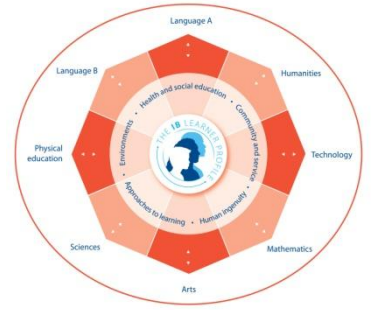 Language A
Language B
Humanities
Physical
education
Technology
Sciences
Mathematics
Arts
Health and social education
Community and service
Human Ingenuity
Approaches to learning
Environments
THE IB LEARNER PROFILE